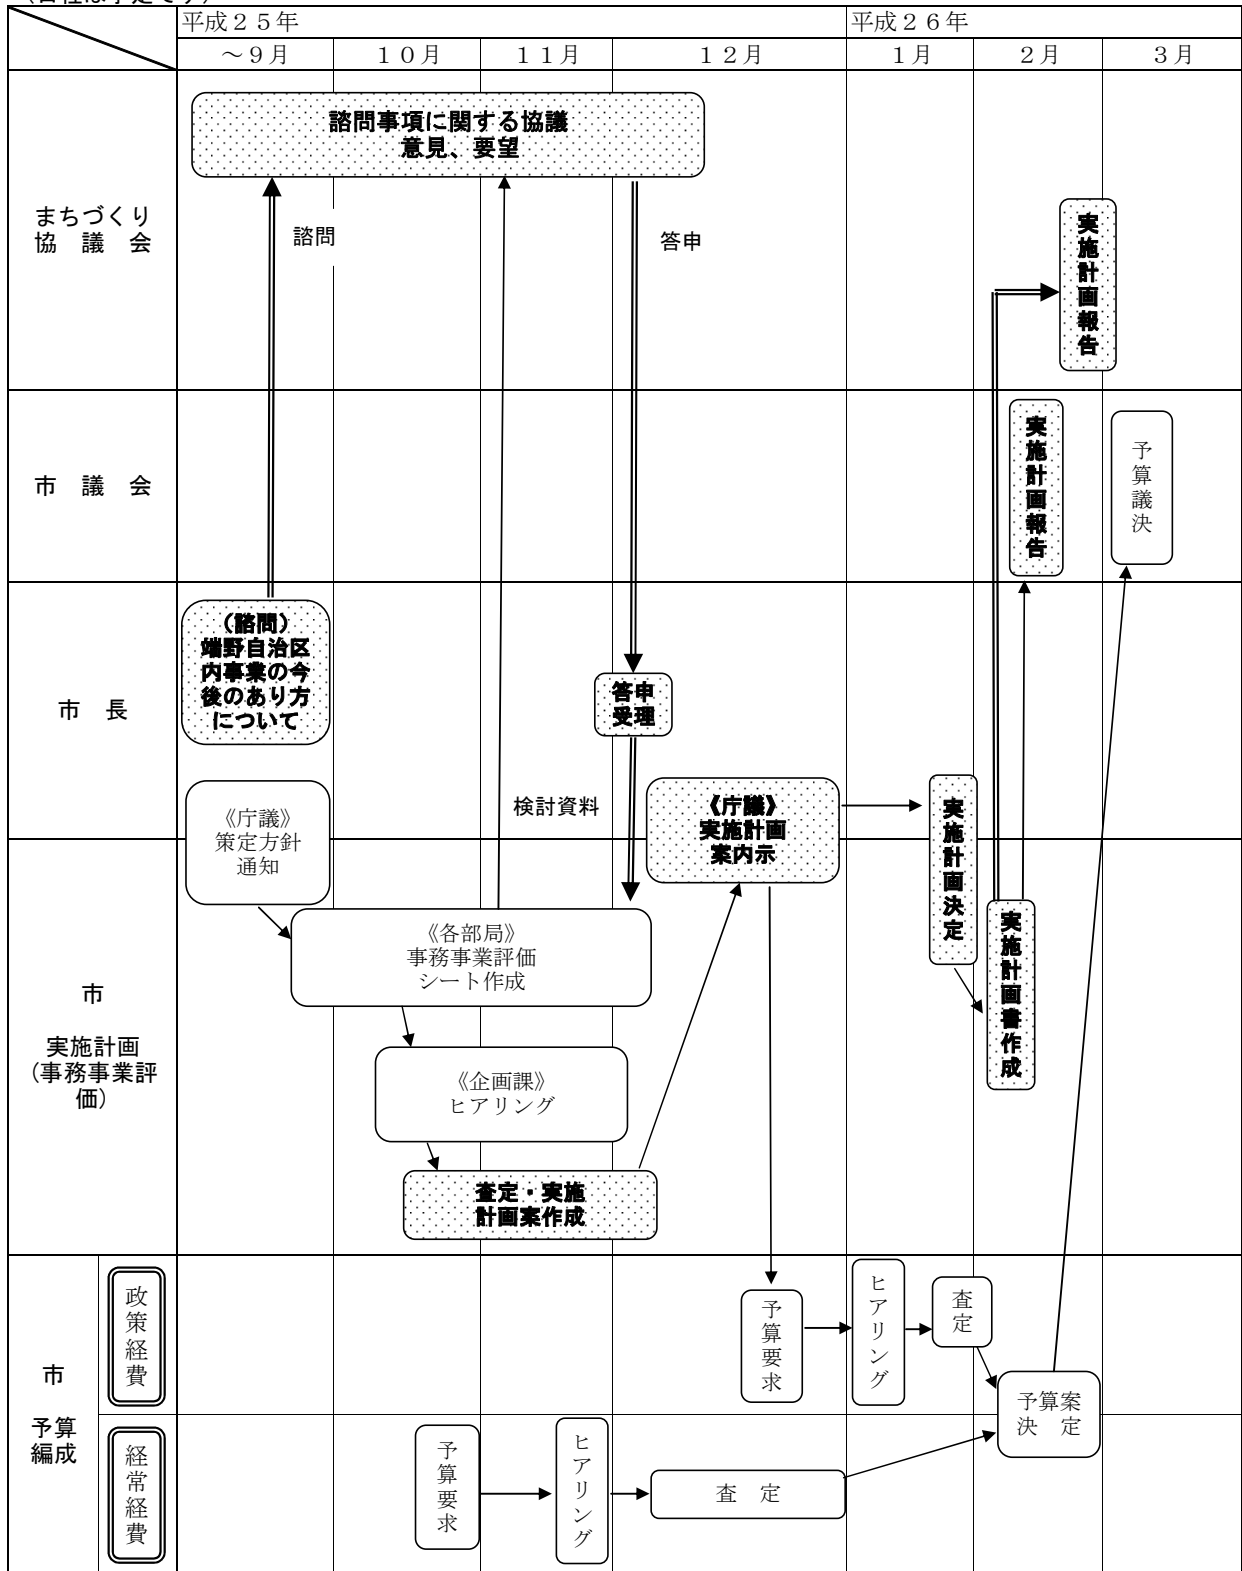 平成２５年
平成２６年
～９月
１０月
１１月
１２月
１月
２月
３月
まちづくり
協　議　会
諮問事項に関する協議
意見、要望
諮問
答申
実施計画報告
市　議　会
実施計画報告
予算議決
市　長
（諮問）
端野自治区
内事業の今
後のあり方
について
答申
受理
《庁議》
策定方針
通知
検討資料
《庁議》
実施計画
案内示
実施計画決定
市
実施計画
（事務事業評
価）
《各部局》
事務事業評価
シート作成
実施計画書作成
《企画課》
ヒアリング
査定・実施
計画案作成
市
予算
編成
政策経費
予算要求
ヒアリング
査定
予算案
決　定
経常経費
予算要求
ヒアリング
査　定